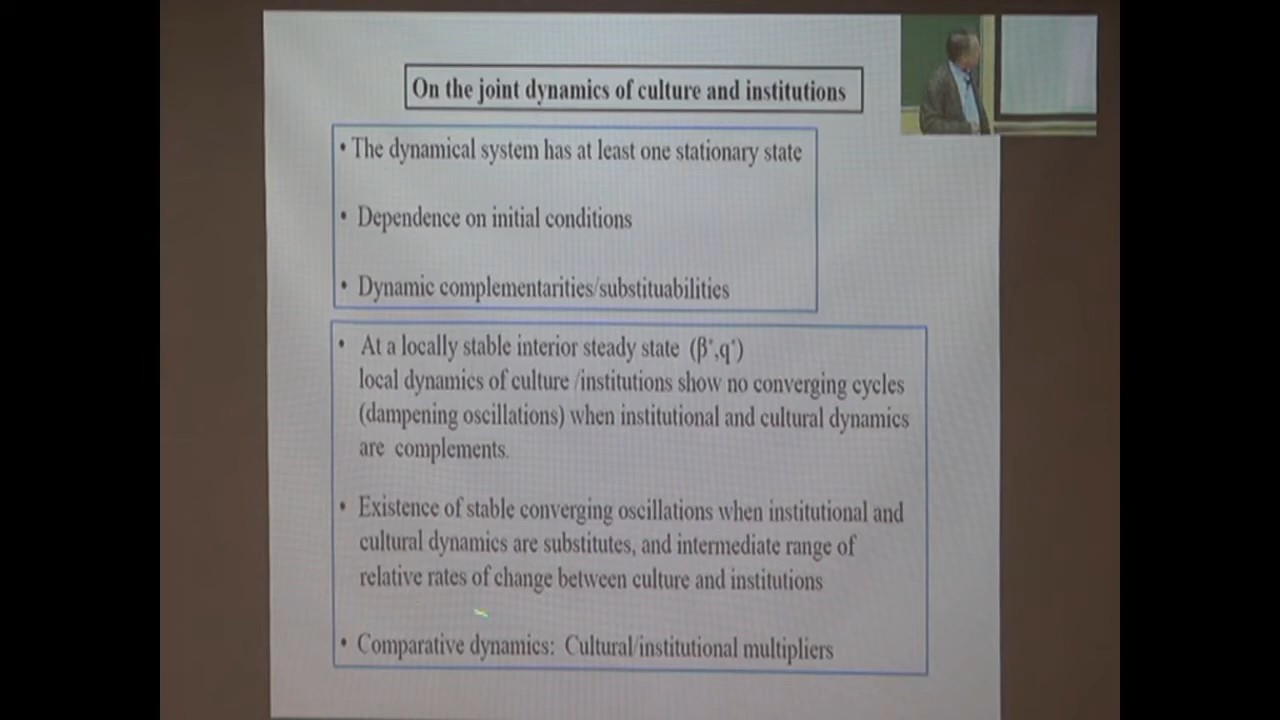 On the joint dynamics of culture and institutions
• The dynamical system has at least one stationary state
• Dependence on initial conditions
• Dynamic complementarities/substituabilities
• At a locally stable interior steady state (β*,q*)
local dynamics of culture /institutions show no converging cycles
(dampening oscillations) when institutional and cultural dynamics
are complements.
• Existence of stable converging oscillations when institutional and
cultural dynamics are substitutes, and intermediate range of
relative rates of change between culture and institutions
• Comparative dynamics: Cultural/institutional multipliers